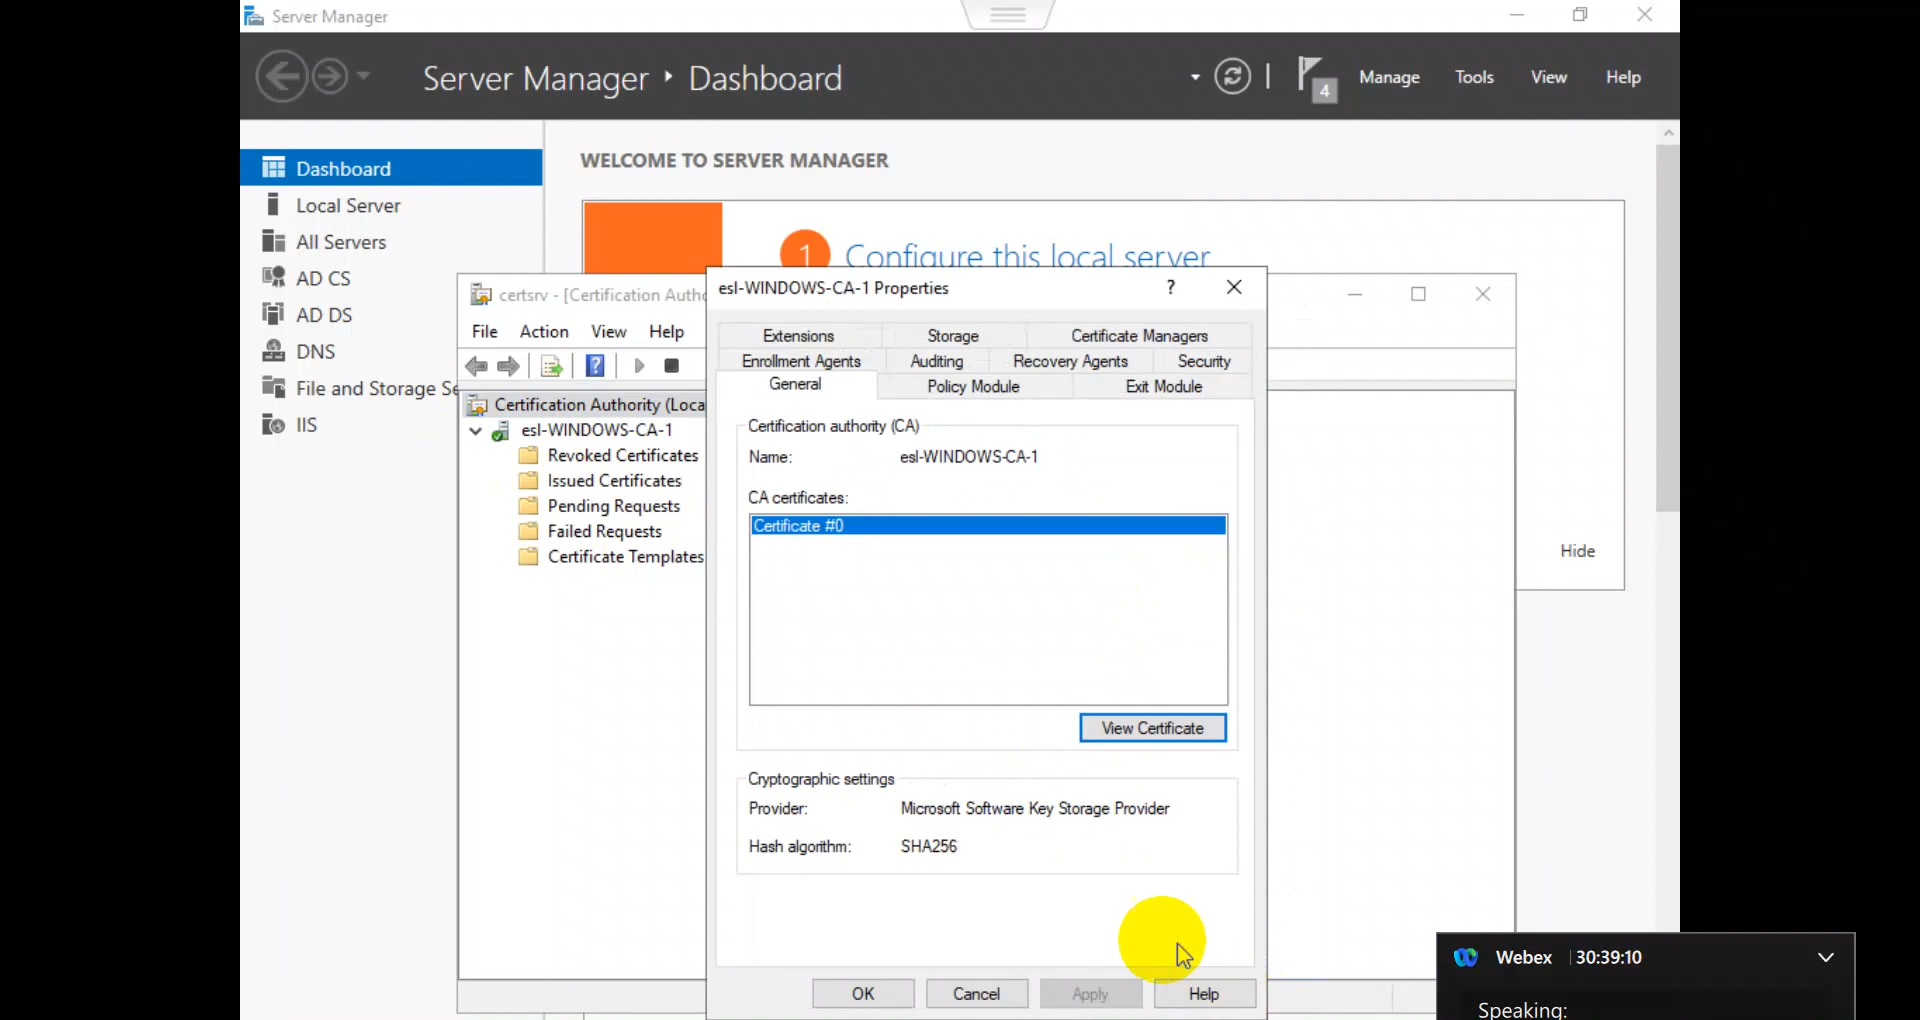 Server Manager
Server Manager ‣ Dashboard
4
Manage
Tools
View
Help
Dashboard
Local Server
All Servers
AD CS
AD DS
DNS
File and Storage Se
IIS
WELCOME TO SERVER MANAGER
1
Configure this local server
Hide
certsrv - [Certification Autho
File
Action
View
Help
Certification Authority (Loca
esl-WINDOWS-CA-1
Revoked Certificates
Issued Certificates
Pending Requests
Failed Requests
Certificate Templates
esl-WINDOWS-CA-1 Properties
?
Extensions
Storage
Certificate Managers
Enrollment Agents
Auditing
Recovery Agents
Security
General
Policy Module
Exit Module
Certification authority (CA)
Name: esl-WINDOWS-CA-1
CA certificates:
Certificate #0
View Certificate
Cryptographic settings
Provider: Microsoft Software Key Storage Provider
Hash algorithm: SHA256
OK
Cancel
Apply
Help
Webex | 30:39:10
Speaking: